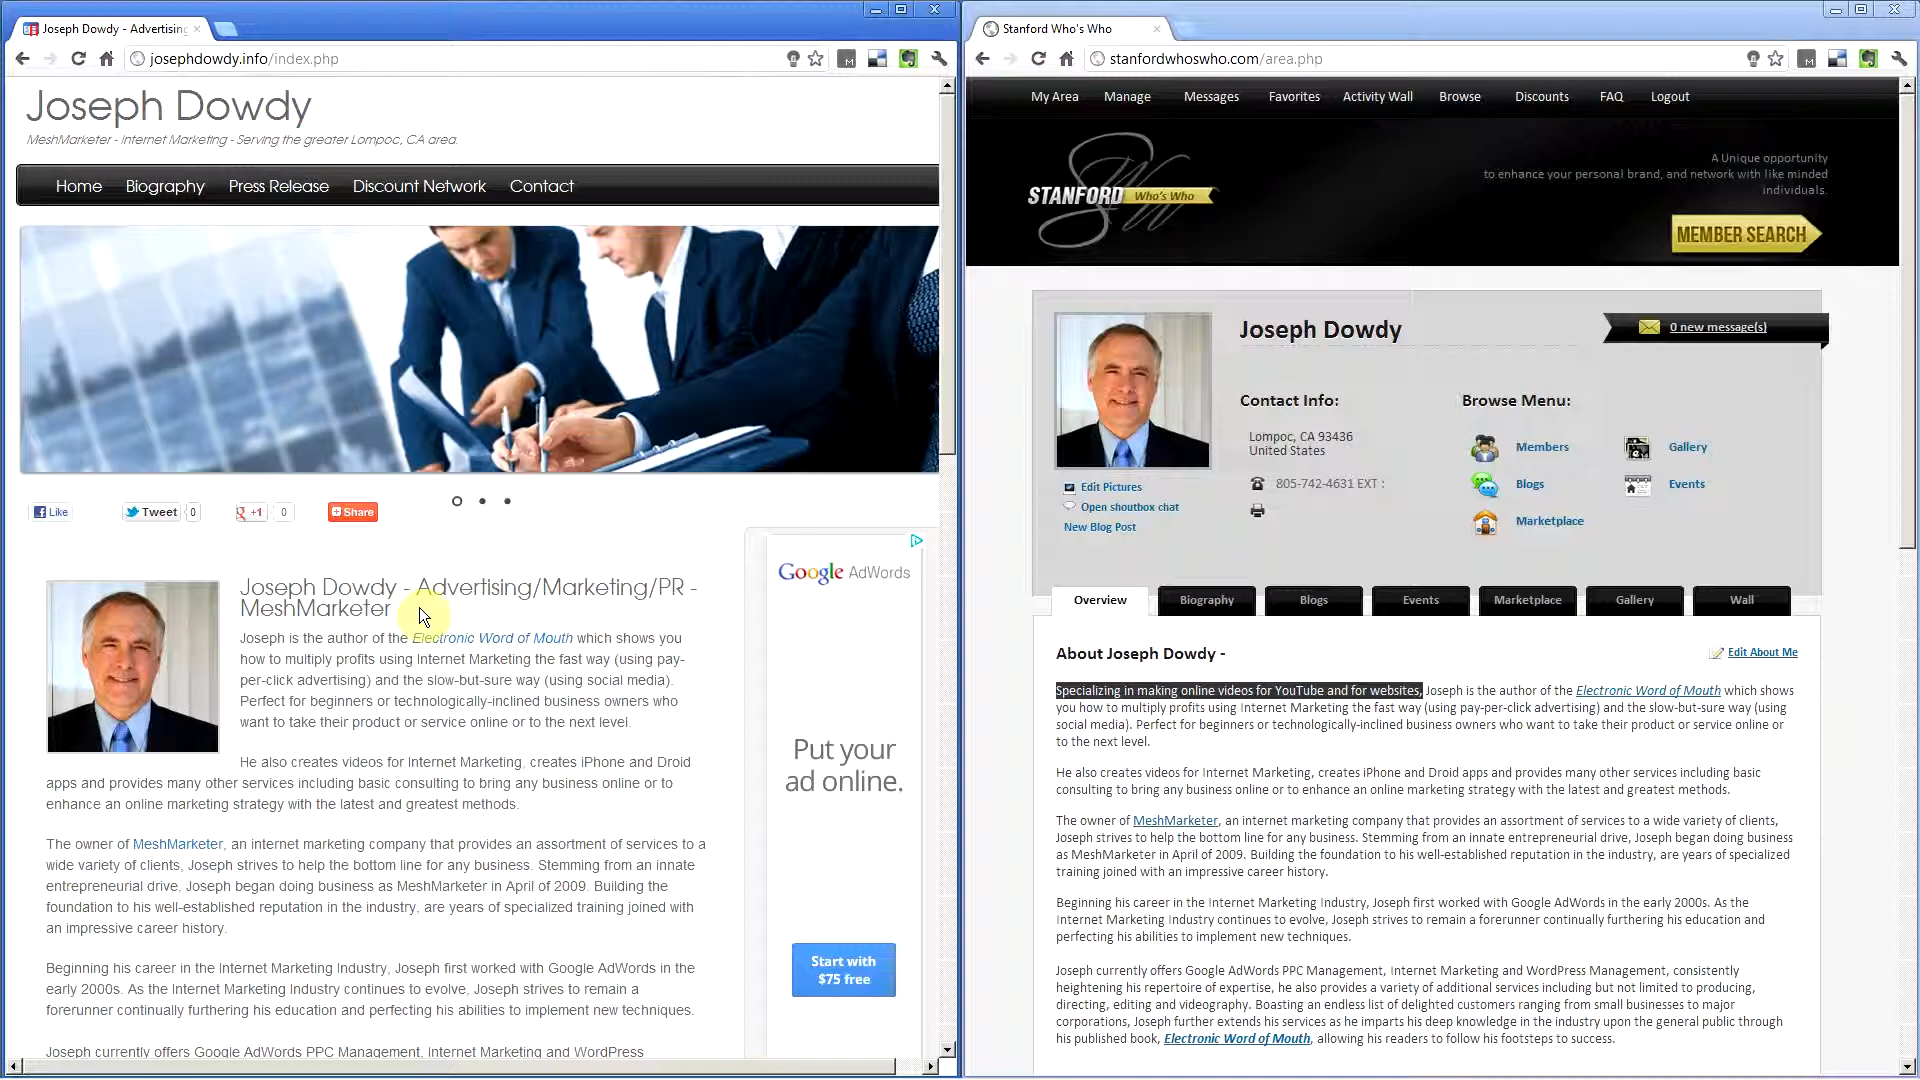 Joseph Dowdy - Advertising
josephdowdy.info/index.php
Joseph Dowdy
MeshMarketer - Internet Marketing - Serving the greater Lompoc, CA area.
Home Biography Press Release Discount Network Contact
Like Tweet 0 +1 0 Share
Joseph Dowdy - Advertising/Marketing/PR -
MeshMarketer
Joseph is the author of the Electronic Word of Mouth which shows you
how to multiply profits using Internet Marketing the fast way (using pay-
per-click advertising) and the slow-but-sure way (using social media).
Perfect for beginners or technologically-inclined business owners who
want to take their product or service online or to the next level.
He also creates videos for Internet Marketing, creates iPhone and Droid
apps and provides many other services including basic consulting to bring any business online or to
enhance an online marketing strategy with the latest and greatest methods.
The owner of MeshMarketer, an internet marketing company that provides an assortment of services to a
wide variety of clients, Joseph strives to help the bottom line for any business. Stemming from an innate
entrepreneurial drive, Joseph began doing business as MeshMarketer in April of 2009. Building the
foundation to his well-established reputation in the industry, are years of specialized training joined with
an impressive career history.
Beginning his career in the Internet Marketing Industry, Joseph first worked with Google AdWords in the
early 2000s. As the Internet Marketing Industry continues to evolve, Joseph strives to remain a
forerunner continually furthering his education and perfecting his abilities to implement new techniques.
Joseph currently offers Google AdWords PPC Management, Internet Marketing and WordPress
Google AdWords
Put your
ad online.
Start with
$75 free
Stanford Who's Who
stanfordwhoswho.com/area.php
My Area Manage Messages Favorites Activity Wall Browse Discounts FAQ Logout
STANFORD Who's Who
A Unique opportunity
to enhance your personal brand, and network with like minded
individuals.
MEMBER SEARCH
Joseph Dowdy
0 new message(s)
Contact Info:
Lompoc, CA 93436
United States
805-742-4631 EXT :
Browse Menu:
Members Gallery
Blogs Events
Marketplace
Edit Pictures
Open shoutbox chat
New Blog Post
Overview Biography Blogs Events Marketplace Gallery Wall
About Joseph Dowdy -
Edit About Me
Specializing in making online videos for YouTube and for websites, Joseph is the author of the Electronic Word of Mouth which shows
you how to multiply profits using Internet Marketing the fast way (using pay-per-click advertising) and the slow-but-sure way (using
social media). Perfect for beginners or technologically-inclined business owners who want to take their product or service online or
to the next level.
He also creates videos for Internet Marketing, creates iPhone and Droid apps and provides many other services including basic
consulting to bring any business online or to enhance an online marketing strategy with the latest and greatest methods.
The owner of MeshMarketer, an internet marketing company that provides an assortment of services to a wide variety of clients,
Joseph strives to help the bottom line for any business. Stemming from an innate entrepreneurial drive, Joseph began doing business
as MeshMarketer in April of 2009. Building the foundation to his well-established reputation in the industry, are years of specialized
training joined with an impressive career history.
Beginning his career in the Internet Marketing Industry, Joseph first worked with Google AdWords in the early 2000s. As the
Internet Marketing Industry continues to evolve, Joseph strives to remain a forerunner continually furthering his education and
perfecting his abilities to implement new techniques.
Joseph currently offers Google AdWords PPC Management, Internet Marketing and WordPress Management, consistently
heightening his repertoire of expertise, he also provides a variety of additional services including but not limited to producing,
directing, editing and videography. Boasting an endless list of delighted customers ranging from small businesses to major
corporations, Joseph further extends his services as he imparts his deep knowledge in the industry upon the general public through
his published book, Electronic Word of Mouth, allowing his readers to follow his footsteps to success.